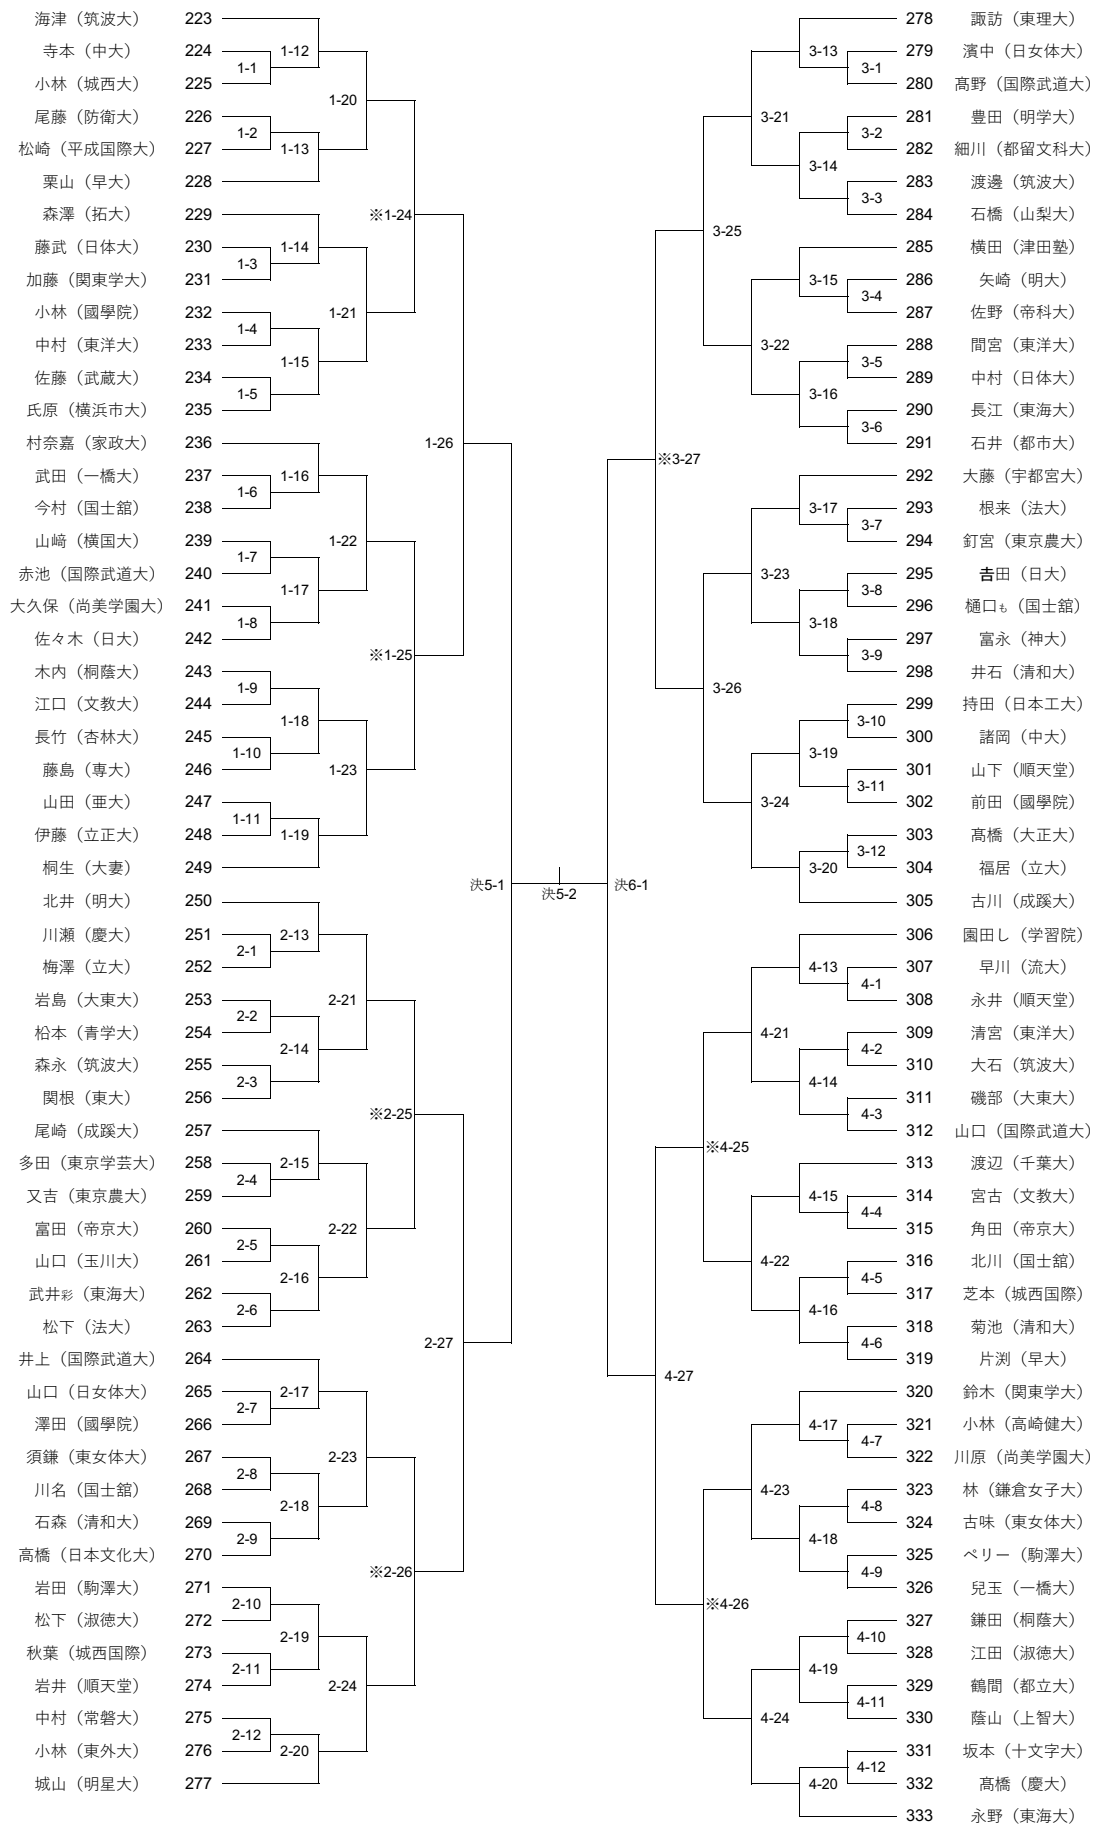 海津（筑波大） 223
寺本（中大） 224
小林（城西大） 225
尾藤（防衛大） 226
松崎（平成国際大） 227
栗山（早大） 228
森澤（拓大） 229
藤武（日体大） 230
加藤（関東学大） 231
小林（國學院） 232
中村（東洋大） 233
佐藤（武蔵大） 234
氏原（横浜市大） 235
村奈嘉（家政大） 236
武田（一橋大） 237
今村（国士舘） 238
山﨑（横国大） 239
赤池（国際武道大） 240
大久保（尚美学園大） 241
佐々木（日大） 242
木内（桐蔭大） 243
江口（文教大） 244
長竹（杏林大） 245
藤島（専大） 246
山田（亜大） 247
伊藤（立正大） 248
桐生（大妻） 249
北井（明大） 250
川瀬（慶大） 251
梅澤（立大） 252
岩島（大東大） 253
柗本（青学大） 254
森永（筑波大） 255
関根（東大） 256
尾崎（成蹊大） 257
多田（東京学芸大） 258
又吉（東京農大） 259
富田（帝京大） 260
山口（玉川大） 261
武井彩（東海大） 262
松下（法大） 263
井上（国際武道大） 264
山口（日女体大） 265
澤田（國學院） 266
須鎌（東女体大） 267
川名（国士舘） 268
石森（清和大） 269
高橋（日本文化大） 270
岩田（駒澤大） 271
松下（淑徳大） 272
秋葉（城西国際） 273
岩井（順天堂） 274
中村（常磐大） 275
小林（東外大） 276
城山（明星大） 277
1-1
1-2
1-3
1-4
1-5
1-6
1-7
1-8
1-9
1-10
1-11
1-12
1-13
1-14
1-15
1-16
1-17
1-18
1-19
1-20
1-21
1-22
1-23
※1-24
※1-25
1-26
2-1
2-2
2-3
2-4
2-5
2-6
2-7
2-8
2-9
2-10
2-11
2-12
2-13
2-14
2-15
2-16
2-17
2-18
2-19
2-20
2-21
2-22
2-23
2-24
※2-25
※2-26
2-27
決5-1
決5-2
決6-1
278 諏訪（東理大）
279 濱中（日女体大）
280 髙野（国際武道大）
281 豊田（明学大）
282 細川（都留文科大）
283 渡邊（筑波大）
284 石橋（山梨大）
285 横田（津田塾）
286 矢崎（明大）
287 佐野（帝科大）
288 間宮（東洋大）
289 中村（日体大）
290 長江（東海大）
291 石井（都市大）
292 大藤（宇都宮大）
293 根来（法大）
294 釘宮（東京農大）
295 𠮷田（日大）
296 樋口も（国士舘）
297 富永（神大）
298 井石（清和大）
299 持田（日本工大）
300 諸岡（中大）
301 山下（順天堂）
302 前田（國學院）
303 髙橋（大正大）
304 福居（立大）
305 古川（成蹊大）
306 園田し（学習院）
307 早川（流大）
308 永井（順天堂）
309 清宮（東洋大）
310 大石（筑波大）
311 磯部（大東大）
312 山口（国際武道大）
313 渡辺（千葉大）
314 宮古（文教大）
315 角田（帝京大）
316 北川（国士舘）
317 芝本（城西国際）
318 菊池（清和大）
319 片渕（早大）
320 鈴木（関東学大）
321 小林（高崎健大）
322 川原（尚美学園大）
323 林（鎌倉女子大）
324 古味（東女体大）
325 ペリー（駒澤大）
326 兒玉（一橋大）
327 鎌田（桐蔭大）
328 江田（淑徳大）
329 鶴間（都立大）
330 蔭山（上智大）
331 坂本（十文字大）
332 髙橋（慶大）
333 永野（東海大）
3-1
3-2
3-3
3-4
3-5
3-6
3-7
3-8
3-9
3-10
3-11
3-12
3-13
3-14
3-15
3-16
3-17
3-18
3-19
3-20
3-21
3-22
3-23
3-24
3-25
3-26
※3-27
4-1
4-2
4-3
4-4
4-5
4-6
4-7
4-8
4-9
4-10
4-11
4-12
4-13
4-14
4-15
4-16
4-17
4-18
4-19
4-20
4-21
4-22
4-23
4-24
※4-25
※4-26
4-27